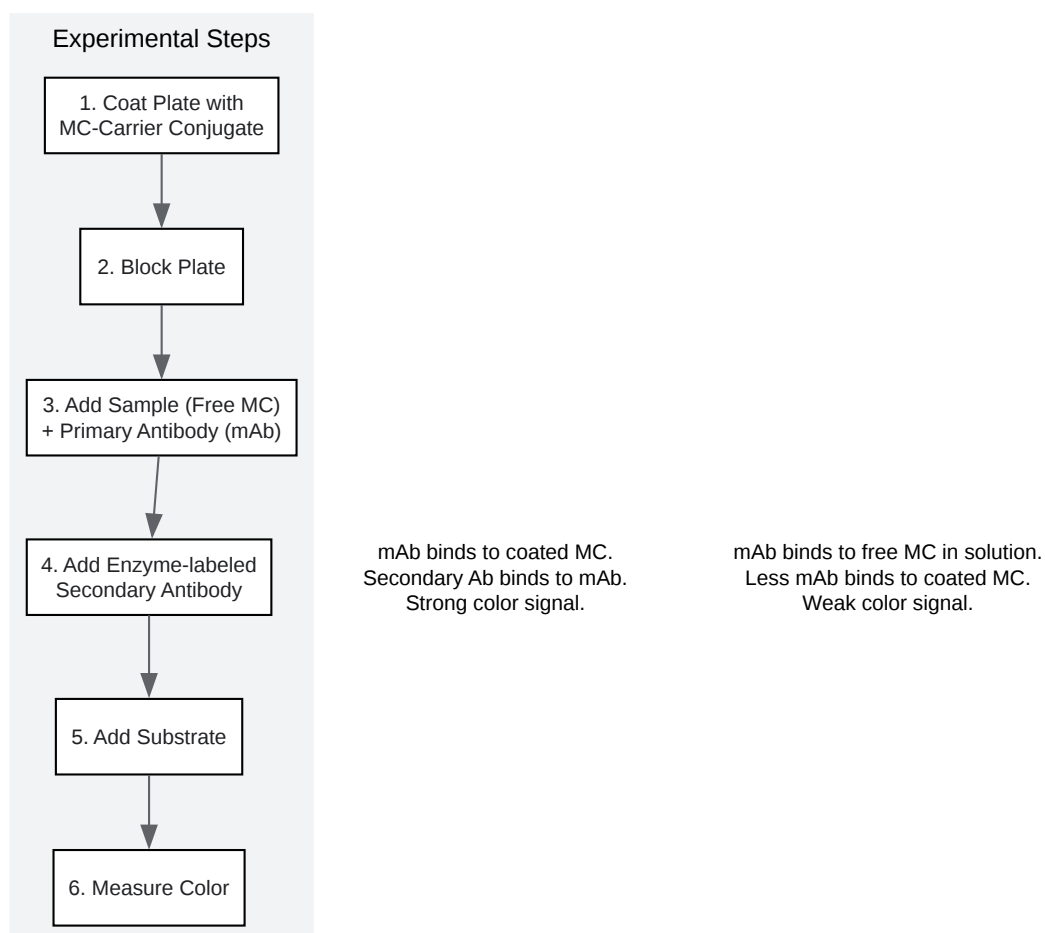 Experimental Steps
1. Coat Plate with
MC-Carrier Conjugate
2. Block Plate
3. Add Sample (Free MC)
+ Primary Antibody (mAb)
4. Add Enzyme-labeled
Secondary Antibody
mAb binds to coated MC.
Secondary Ab binds to mAb.
Strong color signal.
mAb binds to free MC in solution.
Less mAb binds to coated MC.
Weak color signal.
5. Add Substrate
6. Measure Color